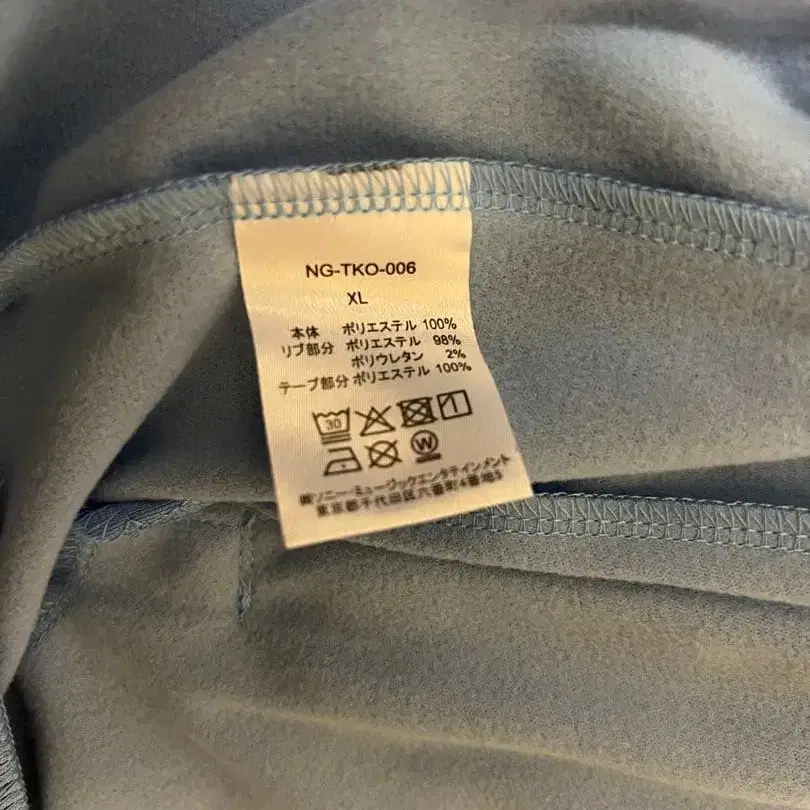 NG-TKO-006
XL
本体 ポリエステル 100%
リブ部分 ポリエステル 98%
ポリウレタン 2%
テープ部分 ポリエステル 100%
30
W
㈱ソニー・ミュージックエンタテインメント
東京都千代田区六番町4番地5